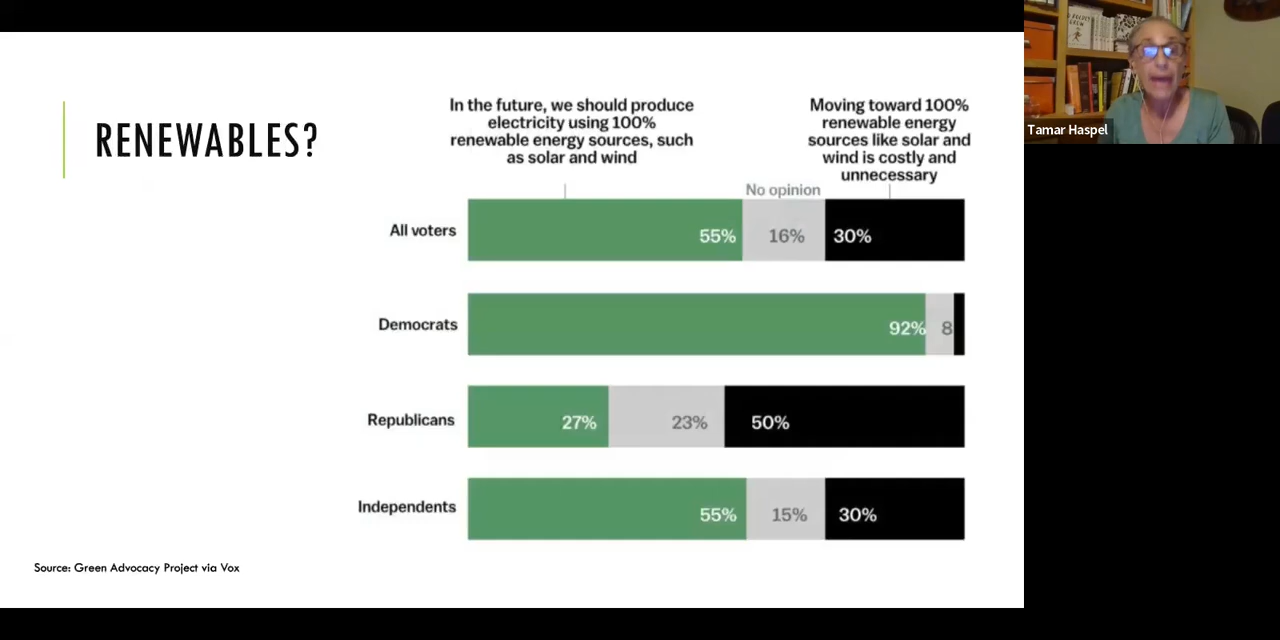 RENEWABLES?
In the future, we should produce
electricity using 100%
renewable energy sources, such
as solar and wind
Moving toward 100%
renewable energy
sources like solar and
wind is costly and
unnecessary
No opinion
All voters
55%
16%
30%
Democrats
92%
8
Republicans
27%
23%
50%
Independents
55%
15%
30%
Source: Green Advocacy Project via Vox
Tamar Haspel